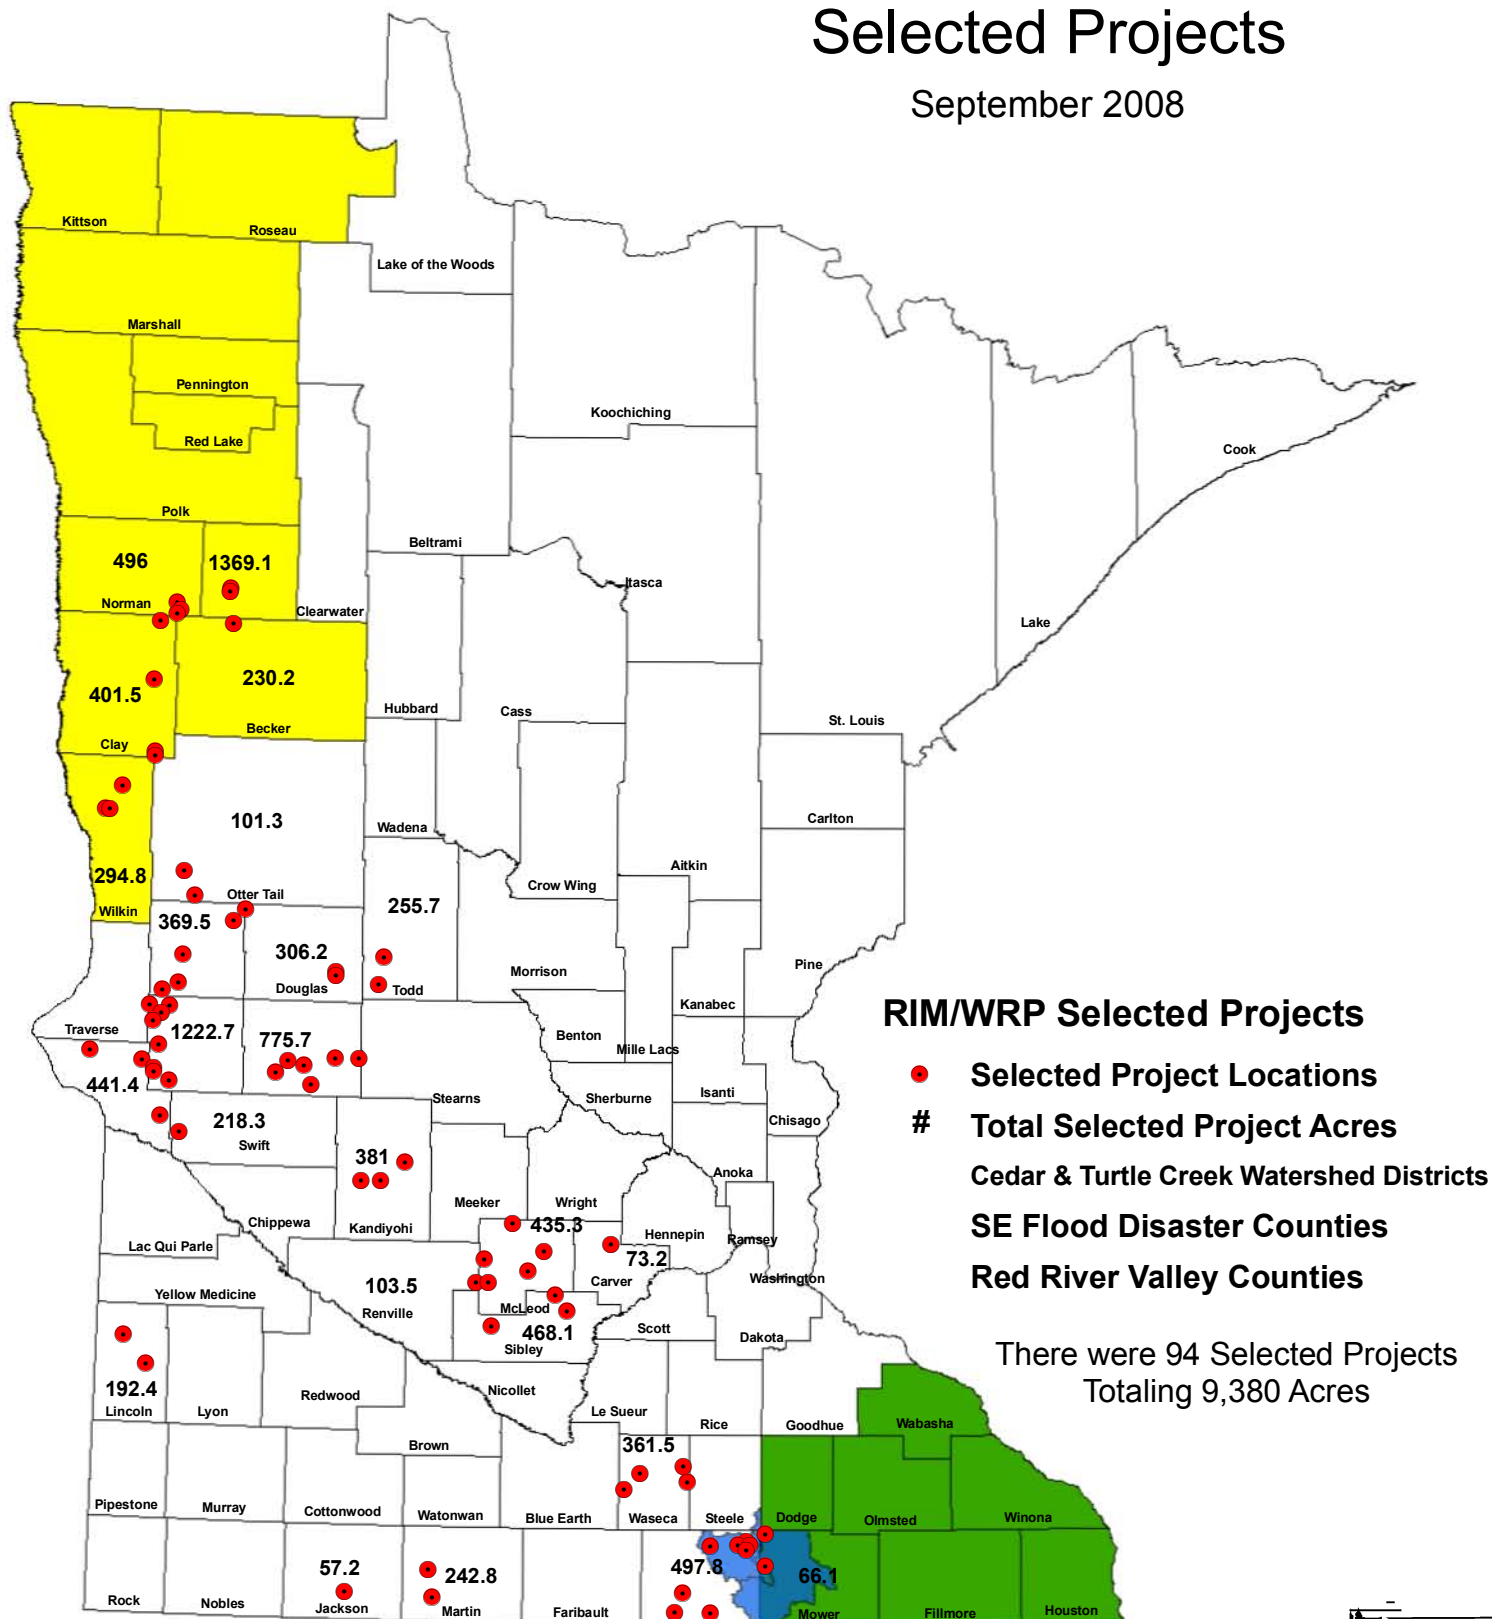 Selected Projects
September 2008
Kittson
Roseau
Lake of the Woods
Marshall
Pennington
Koochiching
Red Lake
Cook
Polk
Beltrami
496
1369.1
Itasca
Norman
Clearwater
Lake
401.5
230.2
Hubbard
Cass
St. Louis
Becker
Clay
101.3
Wadena
Carlton
294.8
Aitkin
Otter Tail
Crow Wing
255.7
Wilkin
369.5
306.2
Pine
Morrison
Douglas
Todd
Kanabec
RIM/WRP Selected Projects
Traverse
1222.7
775.7
Benton
Mille Lacs
441.4
Selected Project Locations
Stearns
Sherburne
Isanti
218.3
Chisago
# Total Selected Project Acres
Swift
381
Anoka
Cedar & Turtle Creek Watershed Districts
Meeker
Wright
Chippewa
Kandiyohi
435.3
Hennepin
Ramsey
SE Flood Disaster Counties
Lac Qui Parle
73.2
Washington
Red River Valley Counties
103.5
Carver
Yellow Medicine
Renville
McLeod
468.1
Scott
Dakota
Sibley
There were 94 Selected Projects
Totaling 9,380 Acres
192.4
Redwood
Nicollet
Lincoln
Lyon
Le Sueur
Rice
Goodhue
Wabasha
Brown
361.5
Pipestone
Murray
Cottonwood
Watonwan
Blue Earth
Waseca
Steele
Dodge
Olmsted
Winona
57.2
242.8
497.8
66.1
Rock
Nobles
Jackson
Martin
Faribault
Mower
Fillmore
Houston